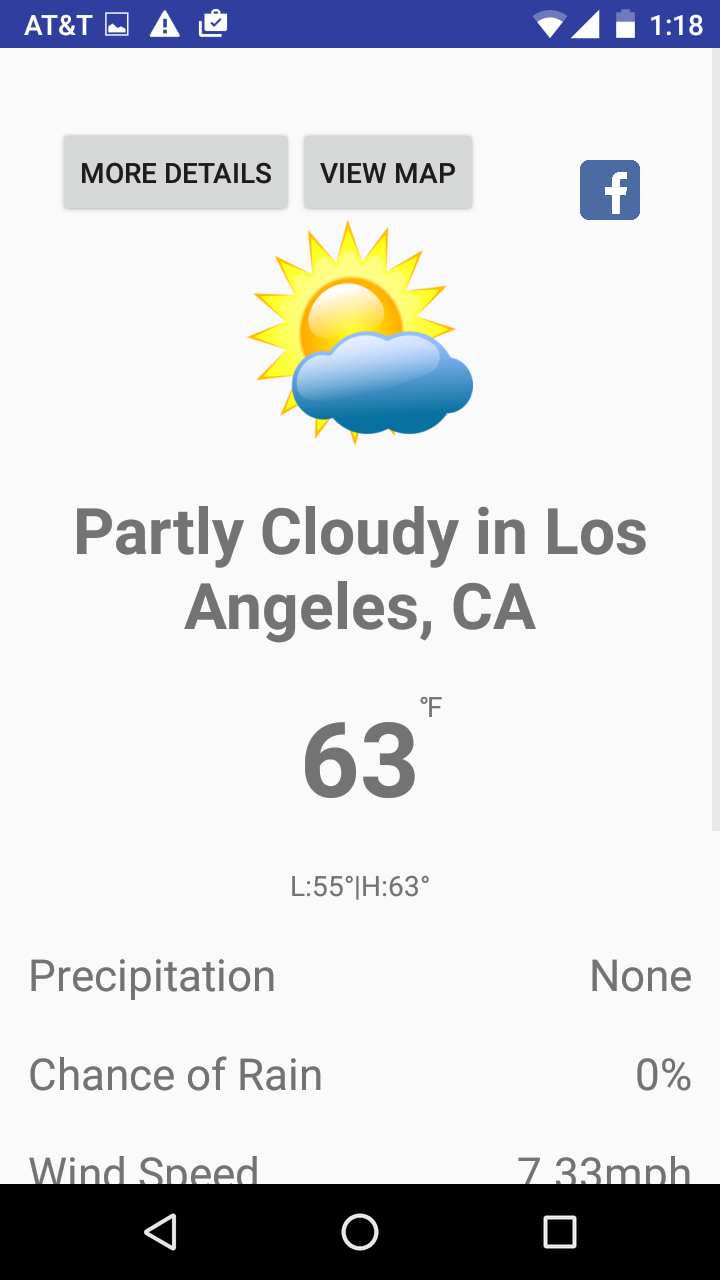 AT&T 1:18
MORE DETAILS VIEW MAP f
Partly Cloudy in Los
Angeles, CA
63 °F
L:55°|H:63°
Precipitation None
Chance of Rain 0%
Wind Speed 7.33mph